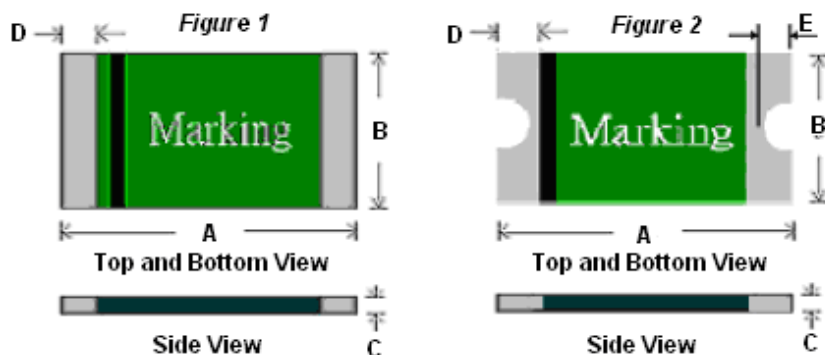 Figure 1
D
Marking
B
A
Top and Bottom View
Side View
C
Figure 2
D
E
Marking
B
A
Top and Bottom View
Side View
C